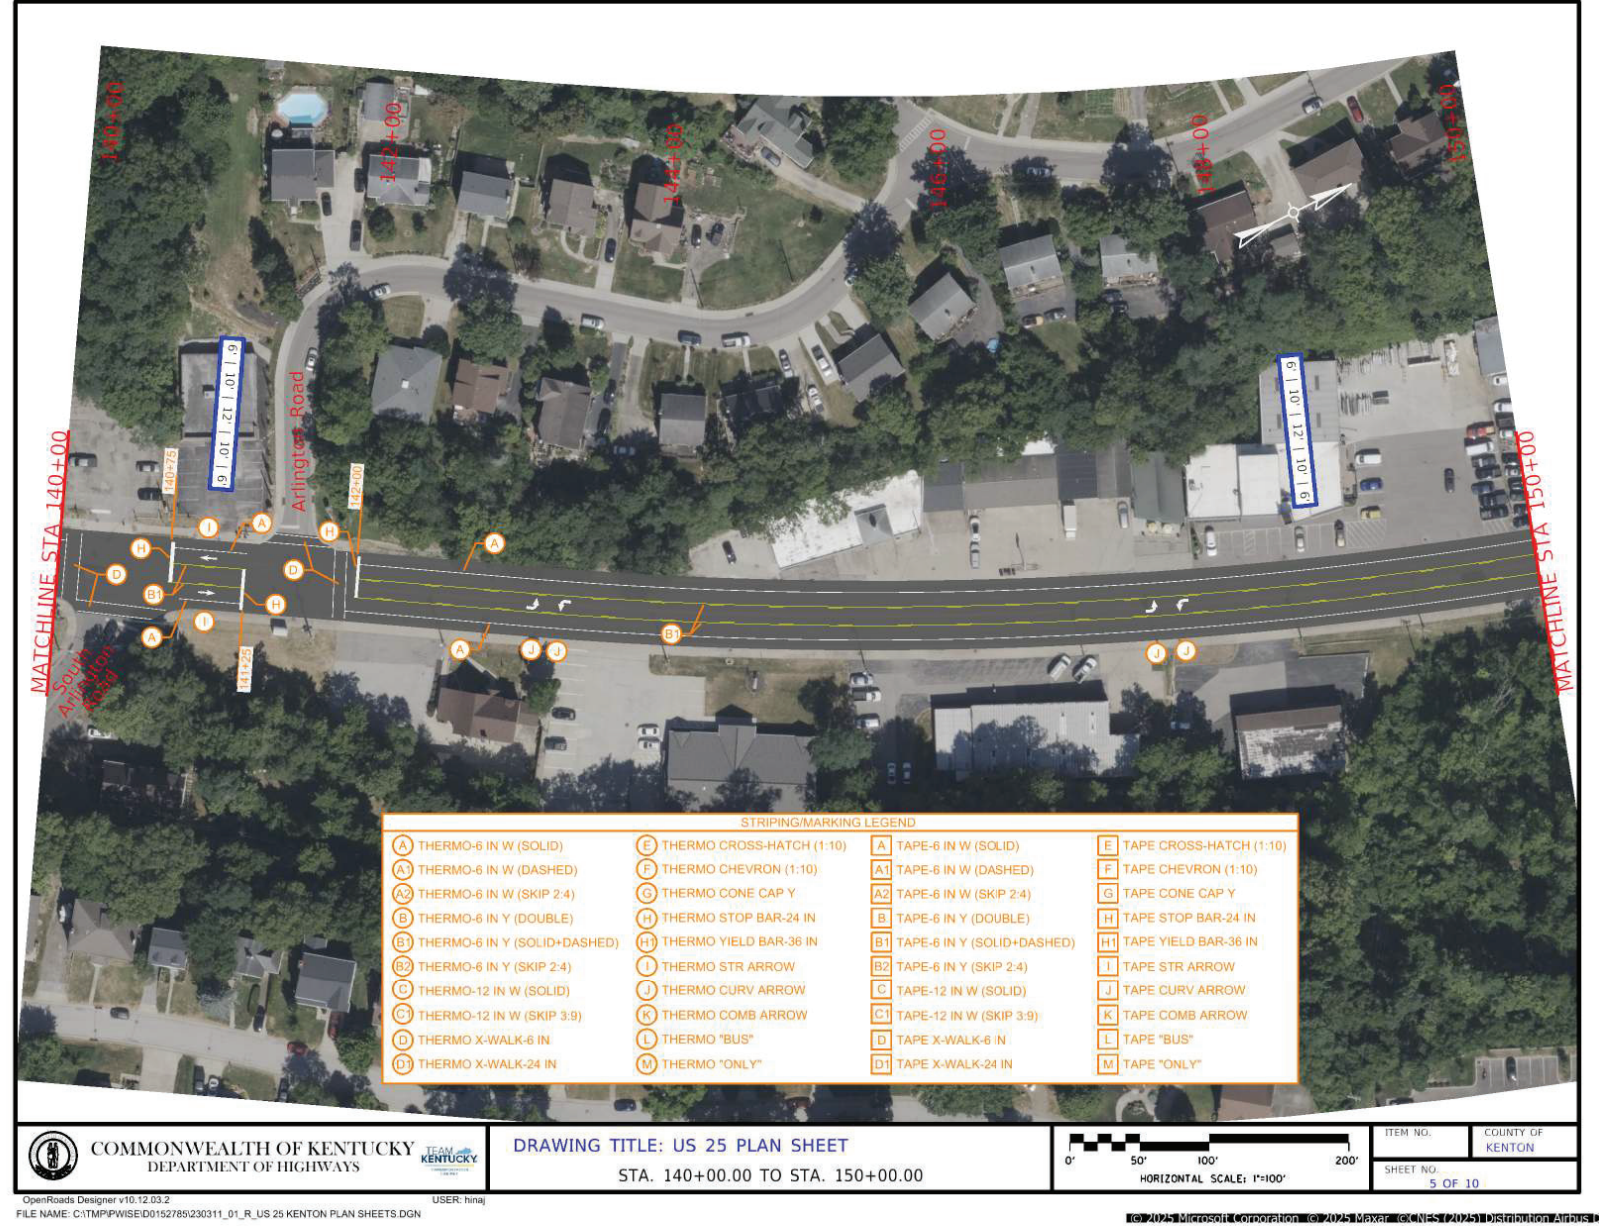 140+00
142+00
144+00
146+00
148+00
150+00
6' | 10' | 12' | 10' | 6'
6' | 10' | 12' | 10' | 6'
Arlington Road
MATCHLINE STA 140+00
MATCHLINE STA 150+00
140+75
142+00
141+25
I
A
H
A
H
D
D
B1
H
I
A
A
J
J
B1
J
J
South
Arlington
Road
STRIPING/MARKING LEGEND
A THERMO-6 IN W (SOLID)
A1 THERMO-6 IN W (DASHED)
A2 THERMO-6 IN W (SKIP 2:4)
B THERMO-6 IN Y (DOUBLE)
B1 THERMO-6 IN Y (SOLID+DASHED)
B2 THERMO-6 IN Y (SKIP 2:4)
C THERMO-12 IN W (SOLID)
C1 THERMO-12 IN W (SKIP 3:9)
D THERMO X-WALK-6 IN
D1 THERMO X-WALK-24 IN
E THERMO CROSS-HATCH (1:10)
F THERMO CHEVRON (1:10)
G THERMO CONE CAP Y
H THERMO STOP BAR-24 IN
H1 THERMO YIELD BAR-36 IN
I THERMO STR ARROW
J THERMO CURV ARROW
K THERMO COMB ARROW
L THERMO "BUS"
M THERMO "ONLY"
A TAPE-6 IN W (SOLID)
A1 TAPE-6 IN W (DASHED)
A2 TAPE-6 IN W (SKIP 2:4)
B TAPE-6 IN Y (DOUBLE)
B1 TAPE-6 IN Y (SOLID+DASHED)
B2 TAPE-6 IN Y (SKIP 2:4)
C TAPE-12 IN W (SOLID)
C1 TAPE-12 IN W (SKIP 3:9)
D TAPE X-WALK-6 IN
D1 TAPE X-WALK-24 IN
E TAPE CROSS-HATCH (1:10)
F TAPE CHEVRON (1:10)
G TAPE CONE CAP Y
H TAPE STOP BAR-24 IN
H1 TAPE YIELD BAR-36 IN
I TAPE STR ARROW
J TAPE CURV ARROW
K TAPE COMB ARROW
L TAPE "BUS"
M TAPE "ONLY"
COMMONWEALTH OF KENTUCKY
DEPARTMENT OF HIGHWAYS
TEAM
KENTUCKY
DRAWING TITLE: US 25 PLAN SHEET
STA. 140+00.00 TO STA. 150+00.00
0' 50' 100' 200'
HORIZONTAL SCALE: 1"=100'
ITEM NO.
COUNTY OF
KENTON
SHEET NO.
5 OF 10
OpenRoads Designer v10.12.03.2
USER: hinaj
FILE NAME: C:\TMP\PWISE\D0152785\230311_01_R_US 25 KENTON PLAN SHEETS.DGN
© 2025 Microsoft Corporation © 2025 Maxar ©CNES (2025) Distribution Airbus D